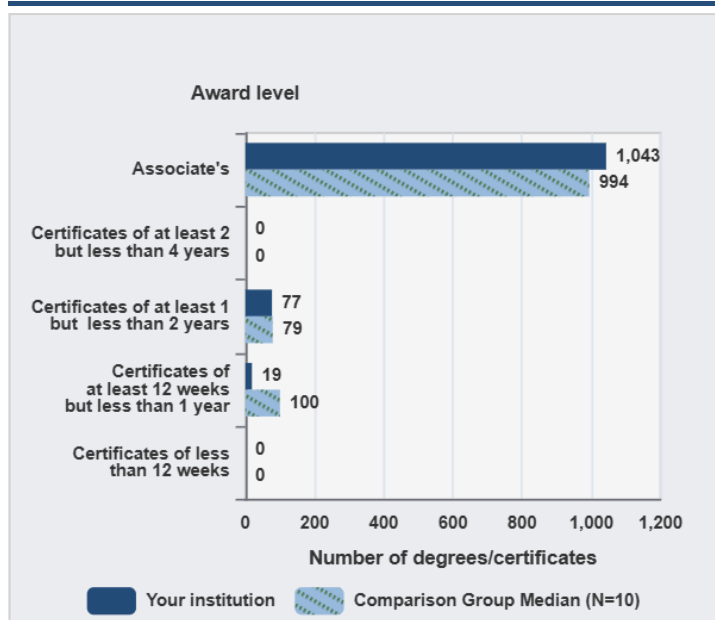 Award level
Associate's
1,043
994
Certificates of at least 2
but less than 4 years
0
0
Certificates of at least 1
but less than 2 years
77
79
Certificates of
at least 12 weeks
but less than 1 year
19
100
Certificates of less
than 12 weeks
0
0
0 200 400 600 800 1,000 1,200
Number of degrees/certificates
Your institution Comparison Group Median (N=10)